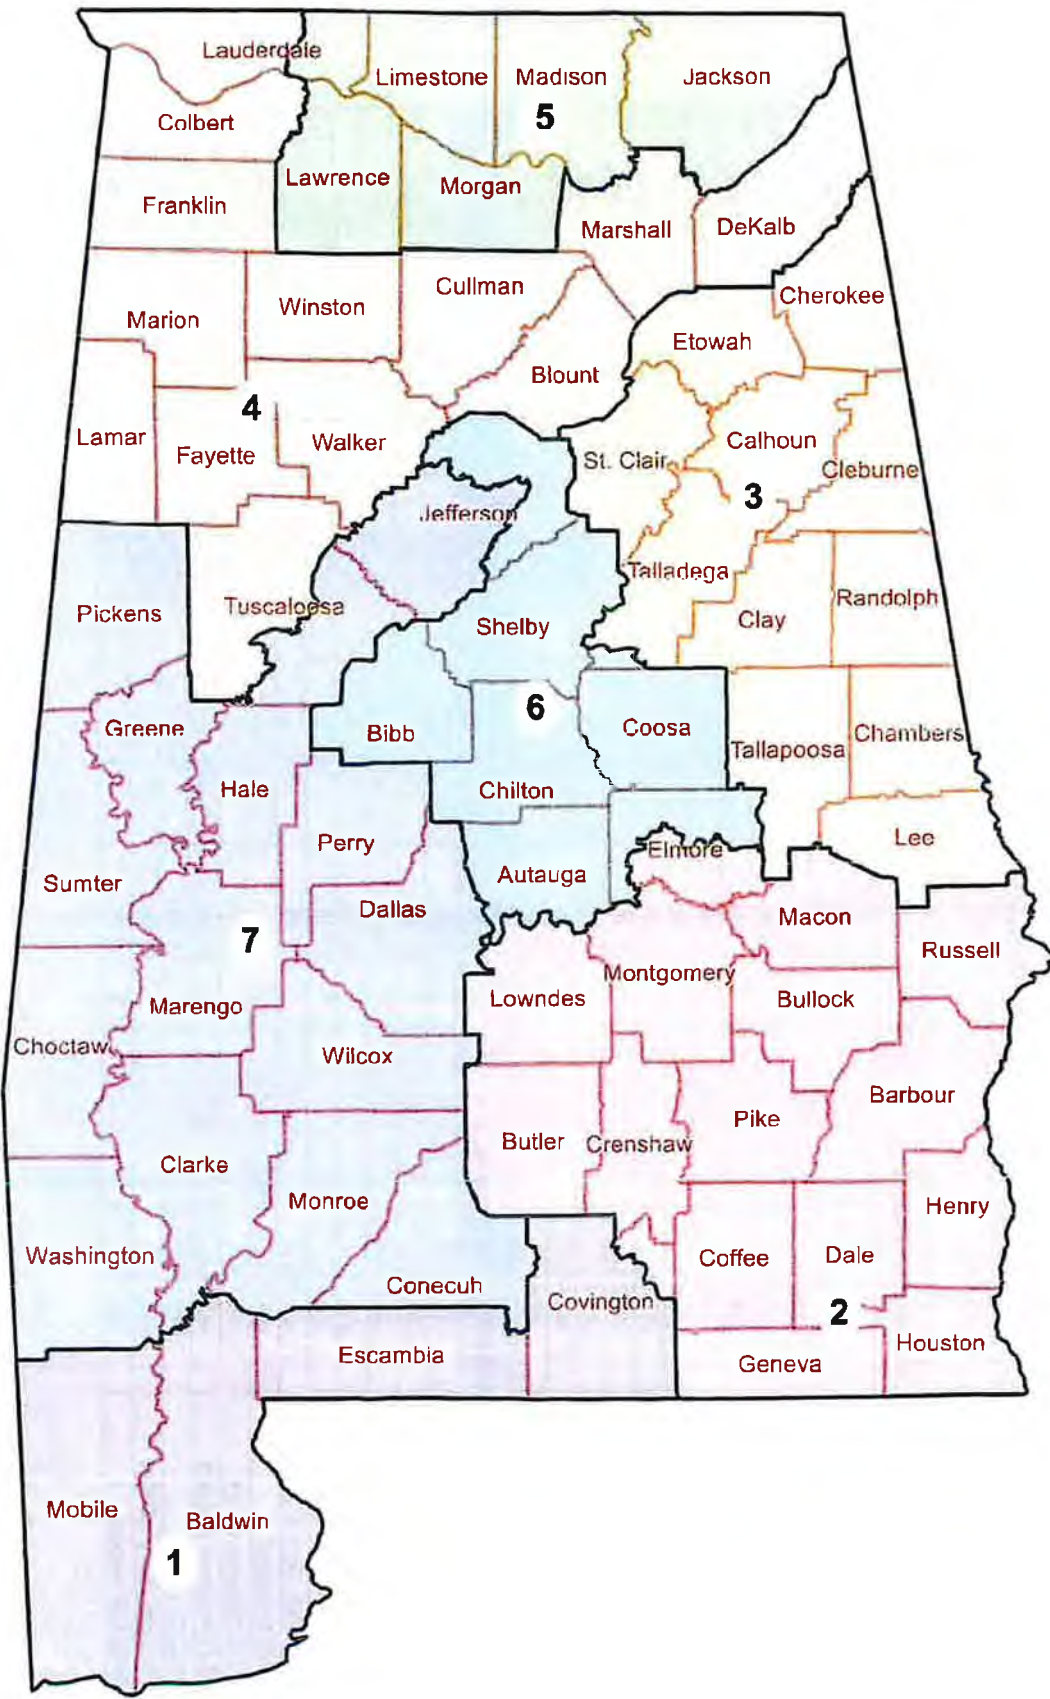 Lauderdale
Limestone
Madison
Jackson
5
Colbert
Lawrence
Morgan
Franklin
Marshall
DeKalb
Cullman
Cherokee
Winston
Marion
Etowah
Blount
4
Lamar
Walker
Fayette
Calhoun
St. Clair
Cleburne
3
Jefferson
Talladega
Randolph
Tuscaloosa
Pickens
Clay
Shelby
6
Greene
Bibb
Coosa
Chambers
Tallapoosa
Hale
Chilton
Perry
Lee
Elmore
Autauga
Sumter
Dallas
Macon
7
Russell
Montgomery
Lowndes
Bullock
Marengo
Choctaw
Wilcox
Barbour
Pike
Butler
Crenshaw
Clarke
Monroe
Henry
Washington
Coffee
Dale
Conecuh
Covington
2
Houston
Escambia
Geneva
Mobile
Baldwin
1